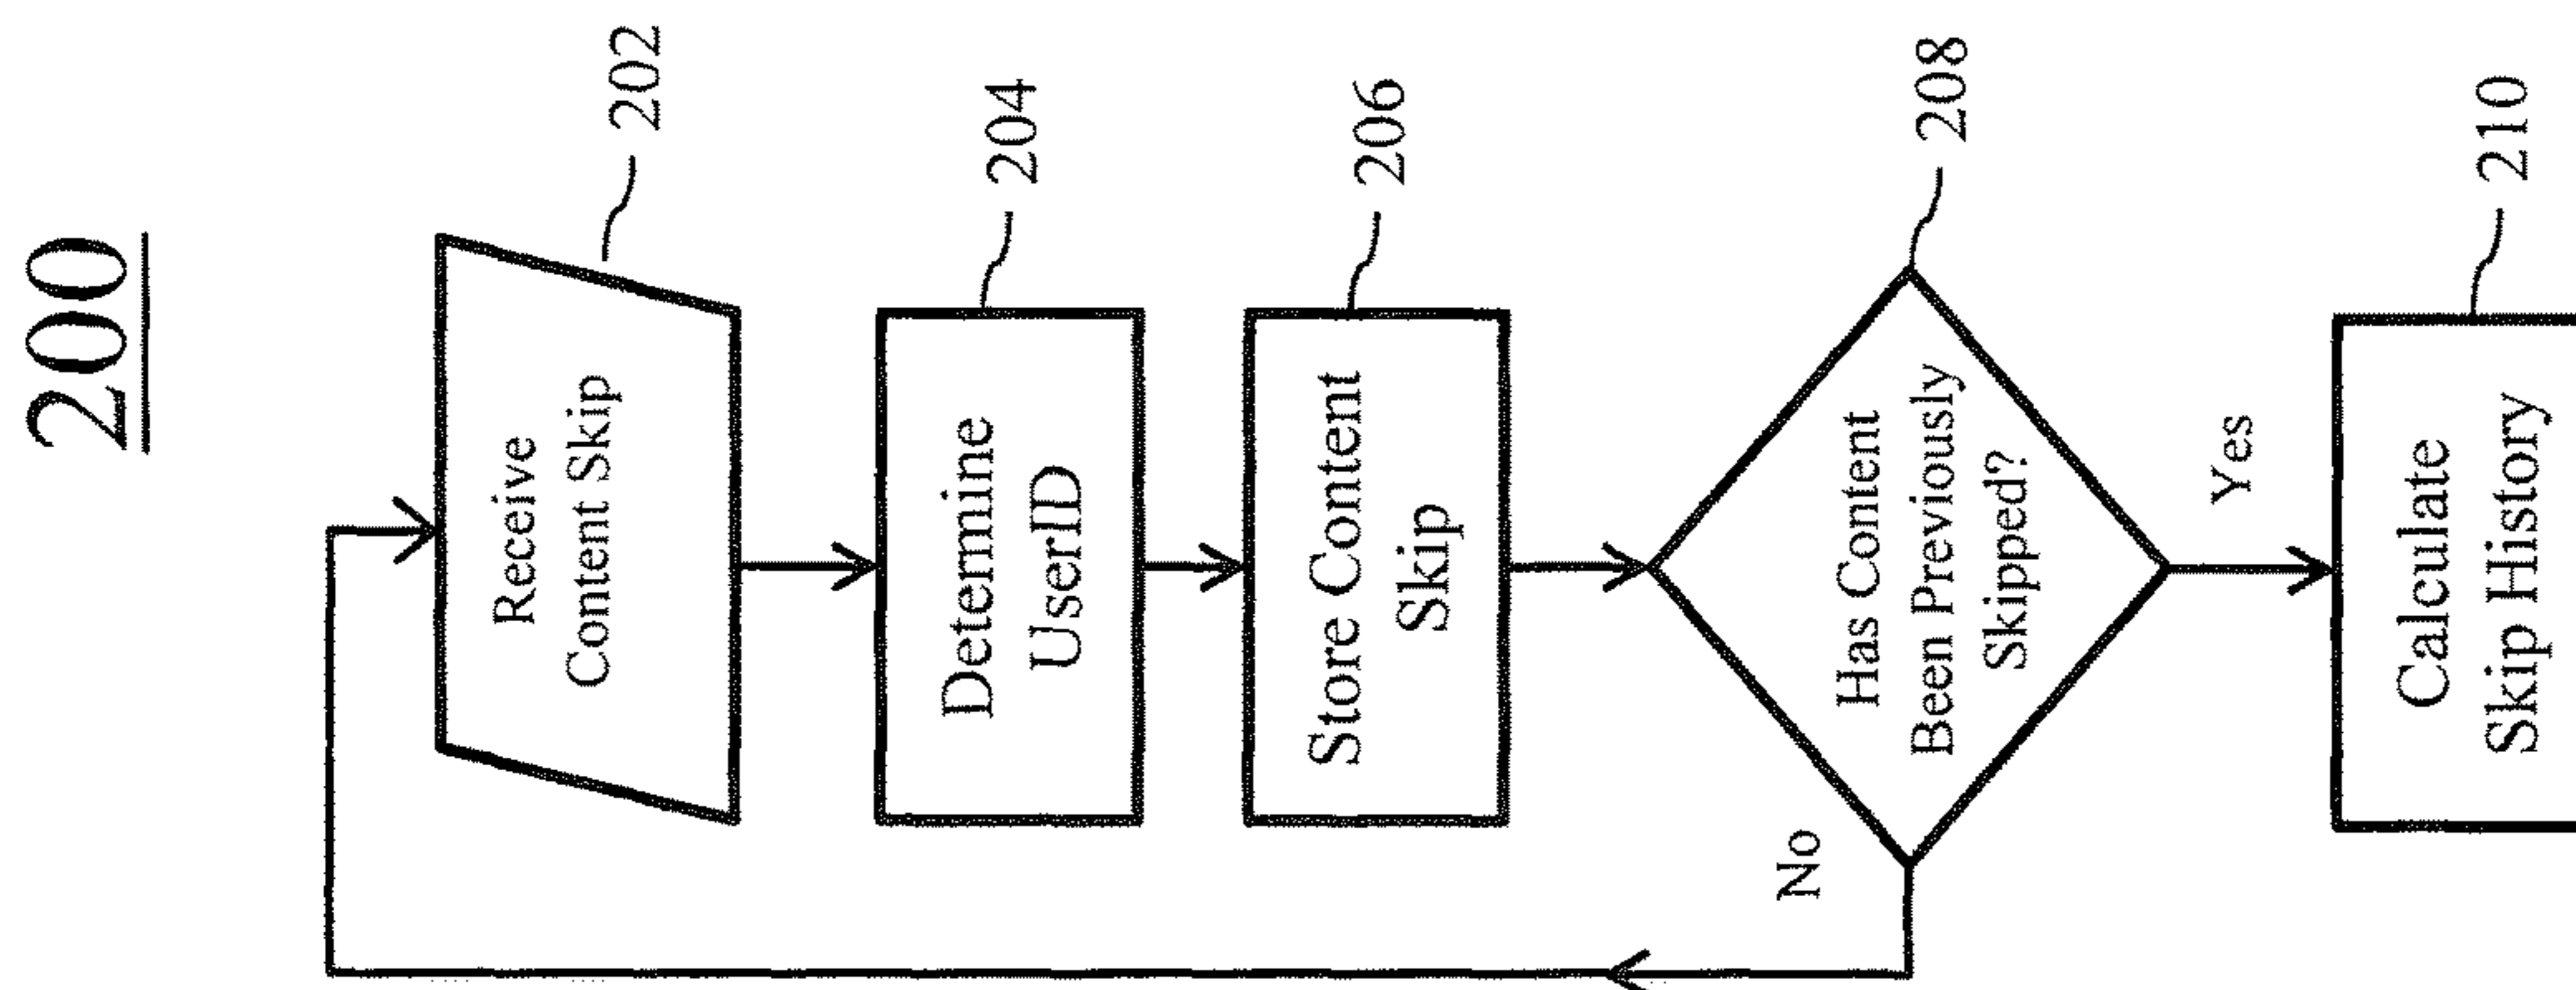 200
Receive
Content Skip
202
Determine
UserID
204
Store Content
Skip
206
Has Content
Been Previously
Skipped?
208
No
Yes
Calculate
Skip History
210